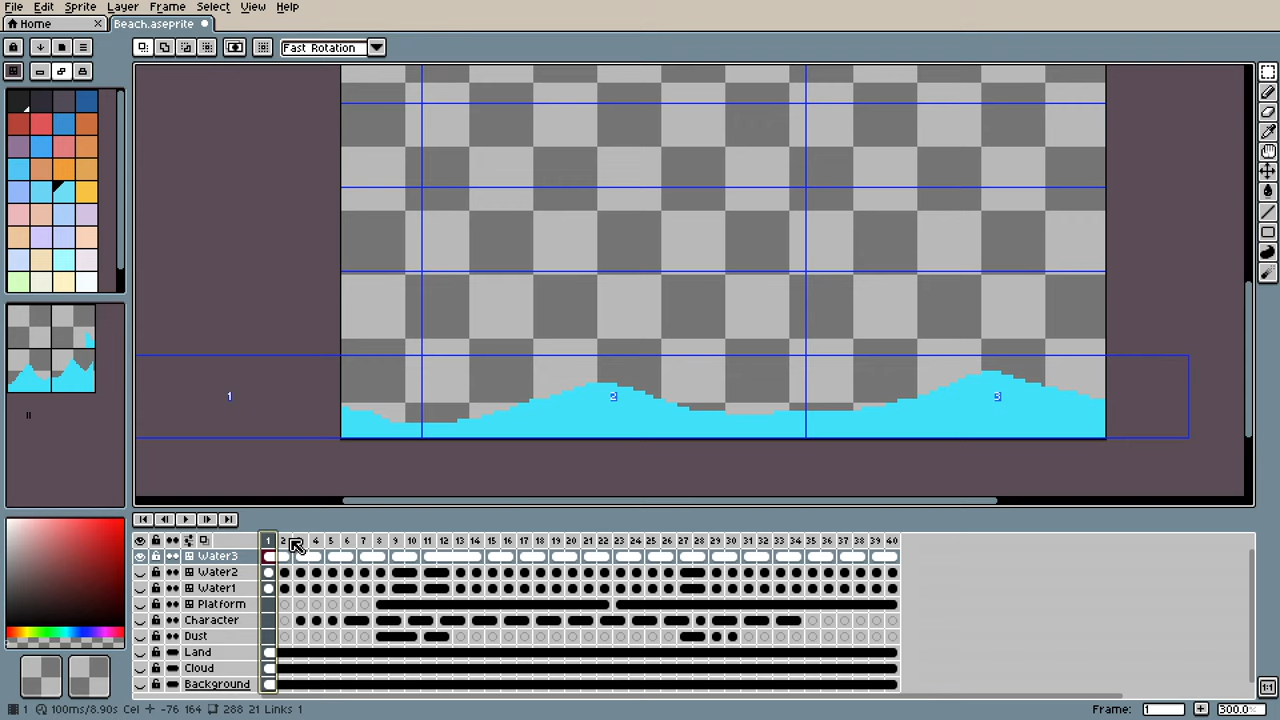 File Edit Sprite Layer Frame Select View Help
Home Beach.aseprite
Fast Rotation
1 2 3
1 2 4 5 6 7 8 9 10 11 12 13 14 15 16 17 18 19 20 21 22 23 24 25 26 27 28 29 30 31 32 33 34 35 36 37 38 39 40
Water3
Water2
Water1
Platform
Character
Dust
Land
Cloud
Background
1:1
1 100ms/8.90s Cel -76 164 288 21 Links 1 Frame: 1 300.0